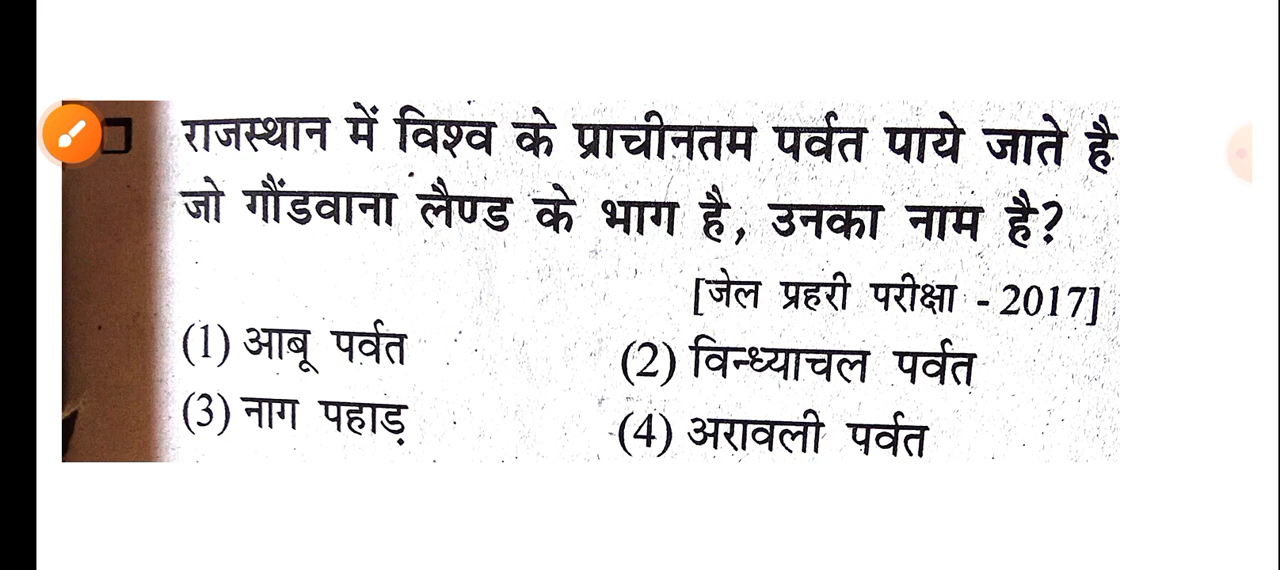 राजस्थान में विश्व के प्राचीनतम पर्वत पाये जाते है
जो गौंडवाना लैण्ड के भाग है, उनका नाम है?
[जेल प्रहरी परीक्षा - 2017]
(1) आबू पर्वत
(2) विन्ध्याचल पर्वत
(3) नाग पहाड़
(4) अरावली पर्वत